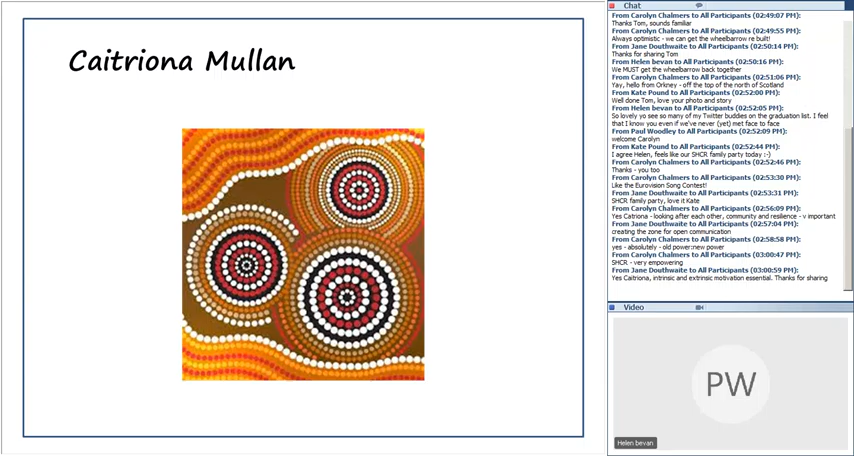 Caitriona Mullan
Chat
From Carolyn Chalmers to All Participants (02:49:07 PM):
Thanks Tom, sounds familiar
From Carolyn Chalmers to All Participants (02:49:55 PM):
Always optimistic - we can get the wheelbarrow re built!
From Jane Douthwaite to All Participants (02:50:14 PM):
Thanks for sharing Tom
From Helen bevan to All Participants (02:50:16 PM):
We MUST get the wheelbarrow back together
From Carolyn Chalmers to All Participants (02:51:06 PM):
Yay, hello from Orkney - off the top of the north of Scotland
From Kate Pound to All Participants (02:52:00 PM):
Well done Tom, love your photo and story
From Helen bevan to All Participants (02:52:05 PM):
So lovely yo see so many of my Twitter buddies on the graduation list. I feel
that I know you even if we've never (yet) met face to face
From Paul Woodley to All Participants (02:52:09 PM):
welcome Carolyn
From Kate Pound to All Participants (02:52:44 PM):
I agree Helen, feels like our SHCR family party today :-)
From Carolyn Chalmers to All Participants (02:52:46 PM):
Thanks - you too
From Carolyn Chalmers to All Participants (02:53:30 PM):
Like the Eurovision Song Contest!
From Jane Douthwaite to All Participants (02:53:31 PM):
SHCR family party, love it Kate
From Carolyn Chalmers to All Participants (02:56:09 PM):
Yes Catriona - looking after each other, community and resilience - v important
From Jane Douthwaite to All Participants (02:57:04 PM):
creating the zone for open communication
From Carolyn Chalmers to All Participants (02:58:58 PM):
yes - absolutely - old power:new power
From Carolyn Chalmers to All Participants (03:00:47 PM):
SHCR - very empowering
From Jane Douthwaite to All Participants (03:00:59 PM):
Yes Caitriona, intrinsic and extrinsic motivation essential. Thanks for sharing
Video
PW
Helen bevan